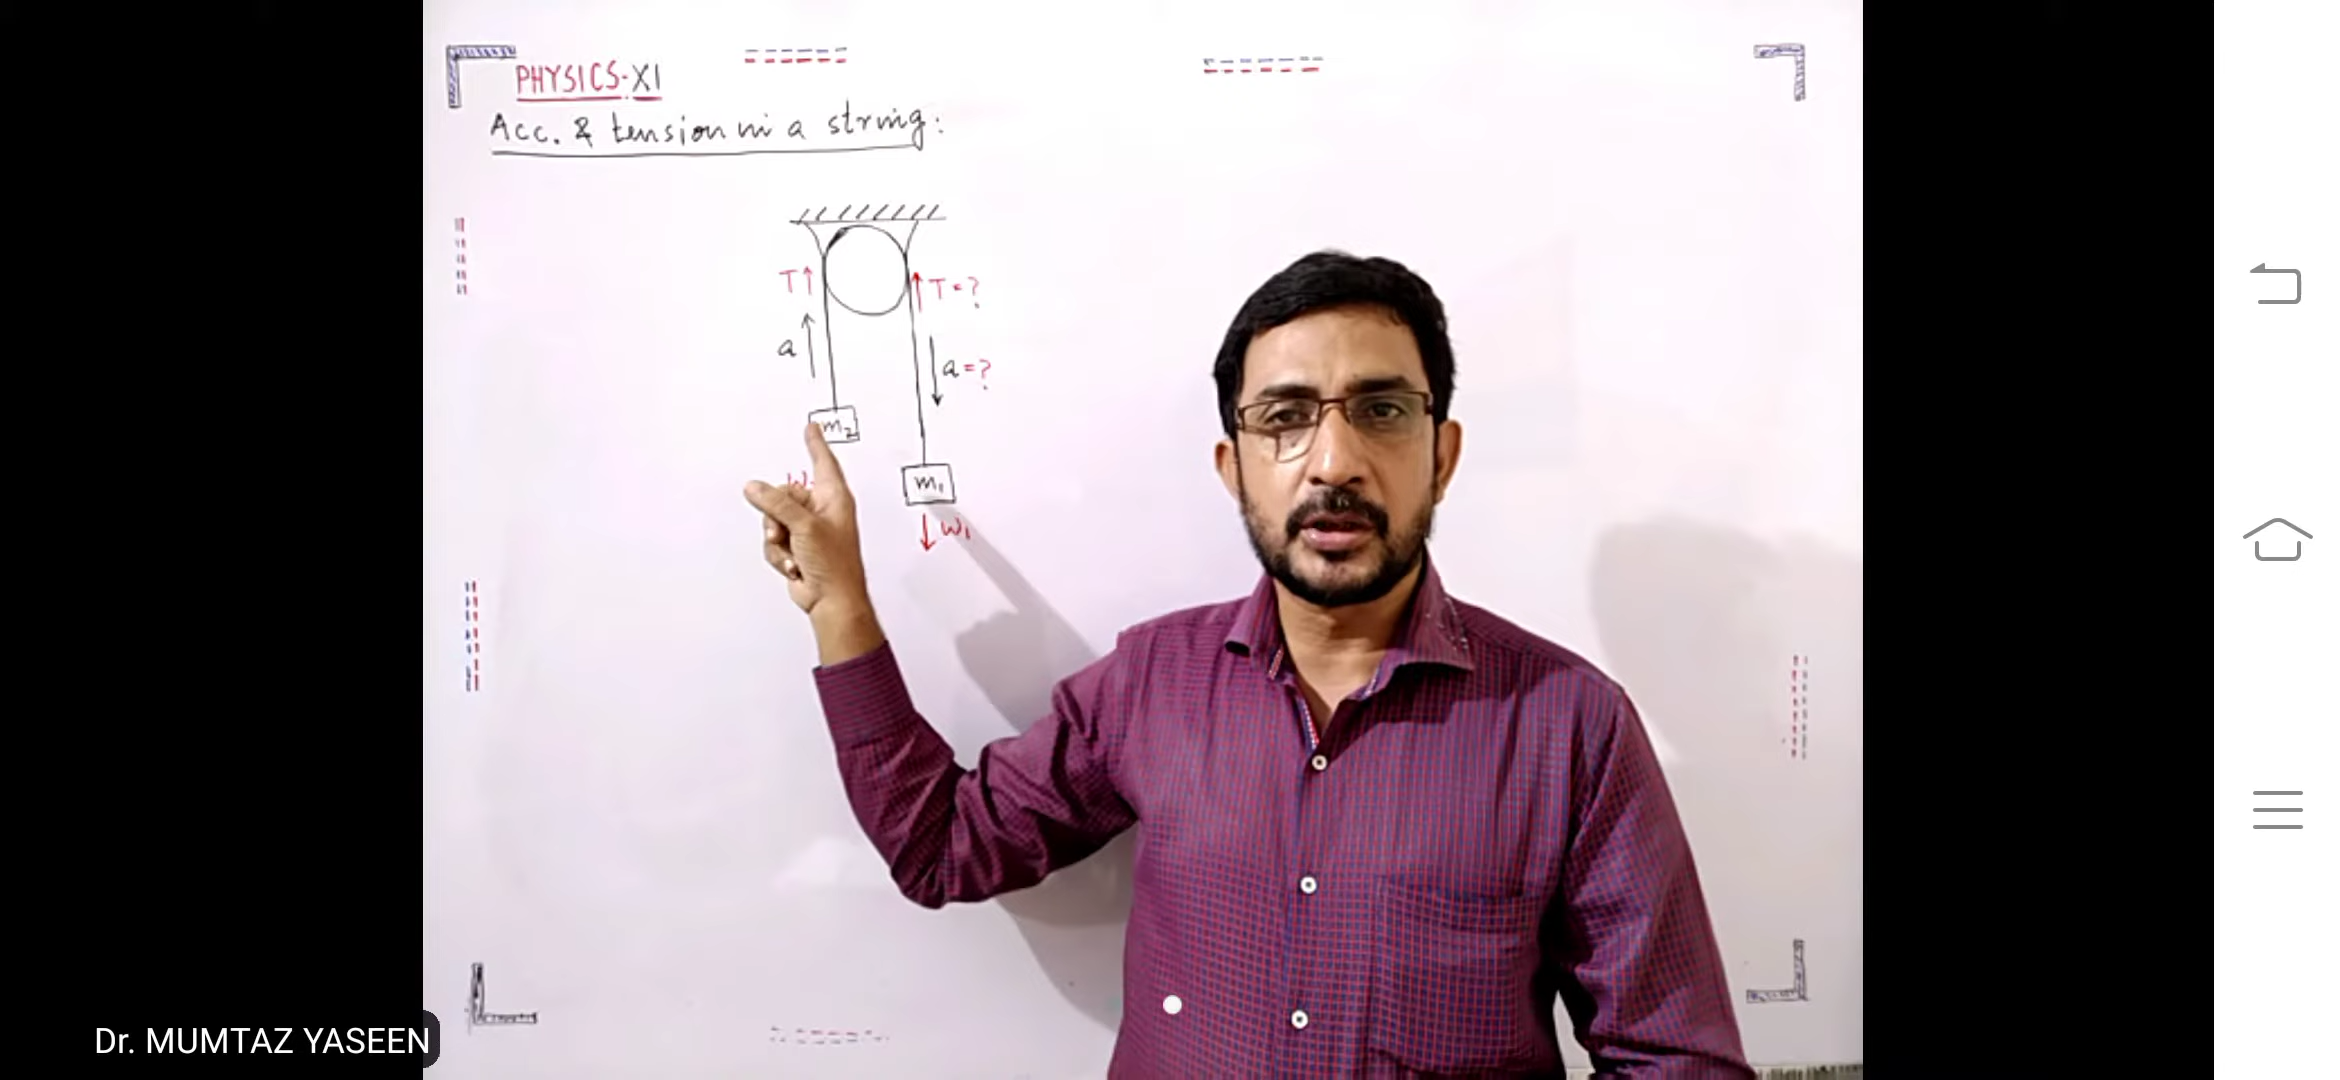 PHYSICS-XI
Acc. & tension in a string:
T
T=?
a
a=?
m₂
m₁
W₁
Dr. MUMTAZ YASEEN